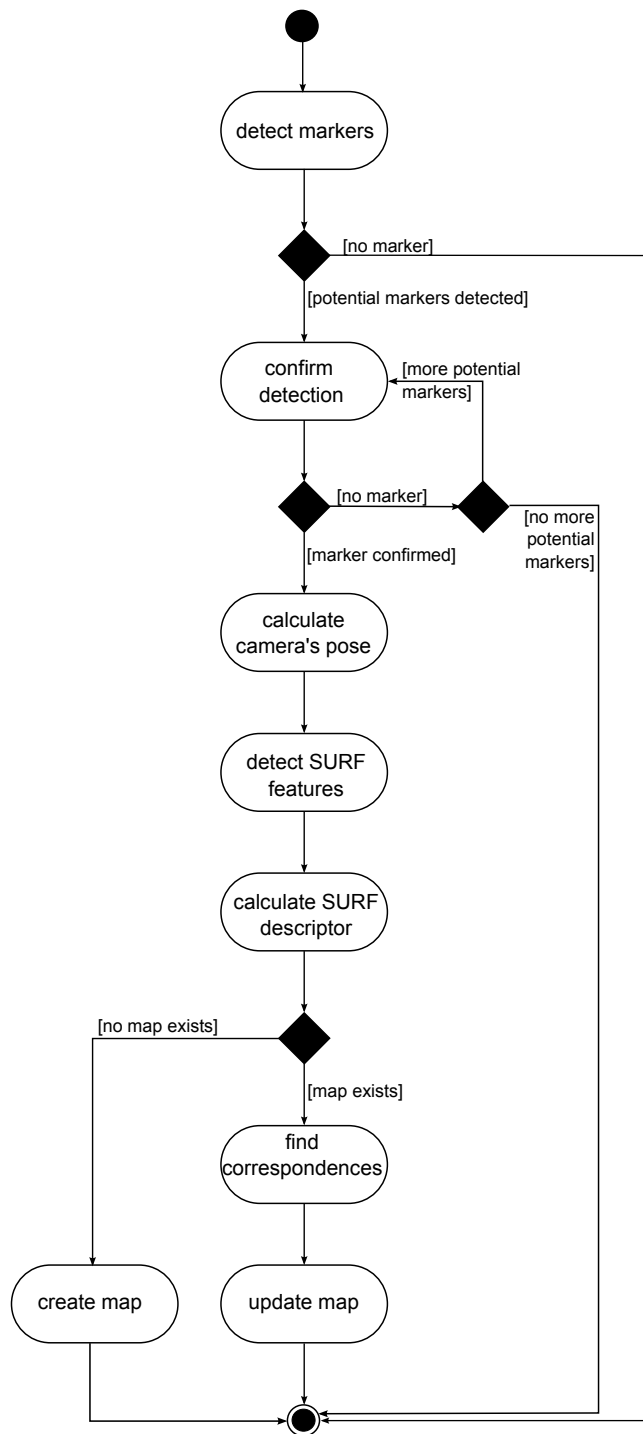 detect markers
[no marker]
[potential markers detected]
confirm
detection
[more potential
markers]
[no marker]
[no more
potential
markers]
[marker confirmed]
calculate
camera's pose
detect SURF
features
calculate SURF
descriptor
[no map exists]
[map exists]
find
correspondences
create map
update map